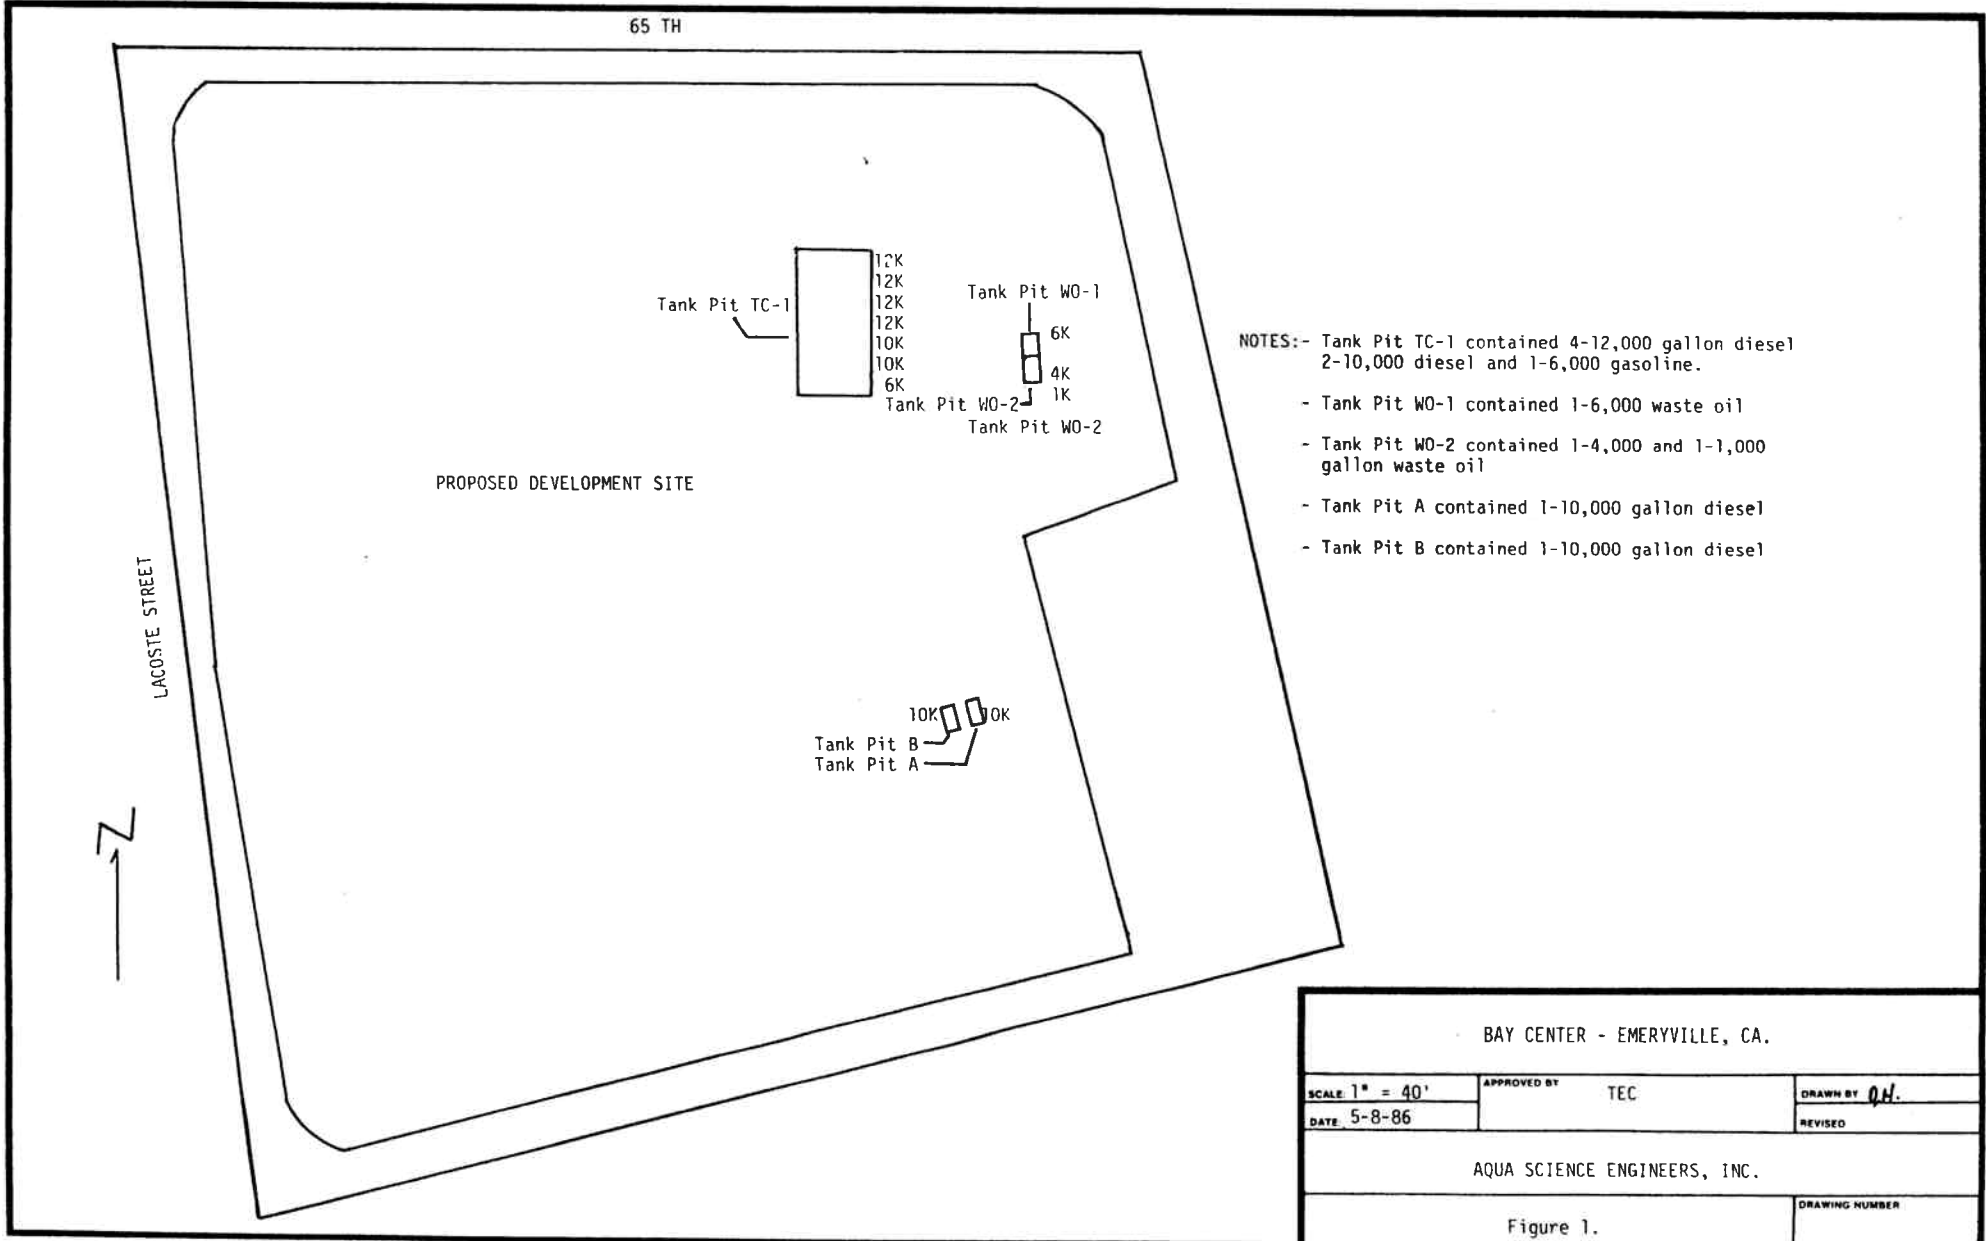 65 TH
12K
12K
12K
12K
10K
10K
6K
Tank Pit TC-1
Tank Pit WO-1
6K
4K
1K
Tank Pit WO-2
Tank Pit WO-2
PROPOSED DEVELOPMENT SITE
LACOSTE STREET
10K
10K
Tank Pit B
Tank Pit A
N
NOTES:- Tank Pit TC-1 contained 4-12,000 gallon diesel
2-10,000 diesel and 1-6,000 gasoline.
- Tank Pit WO-1 contained 1-6,000 waste oil
- Tank Pit WO-2 contained 1-4,000 and 1-1,000
gallon waste oil
- Tank Pit A contained 1-10,000 gallon diesel
- Tank Pit B contained 1-10,000 gallon diesel
BAY CENTER - EMERYVILLE, CA.
SCALE: 1" = 40'
APPROVED BY TEC
DRAWN BY
DATE: 5-8-86
REVISED
AQUA SCIENCE ENGINEERS, INC.
Figure 1.
DRAWING NUMBER